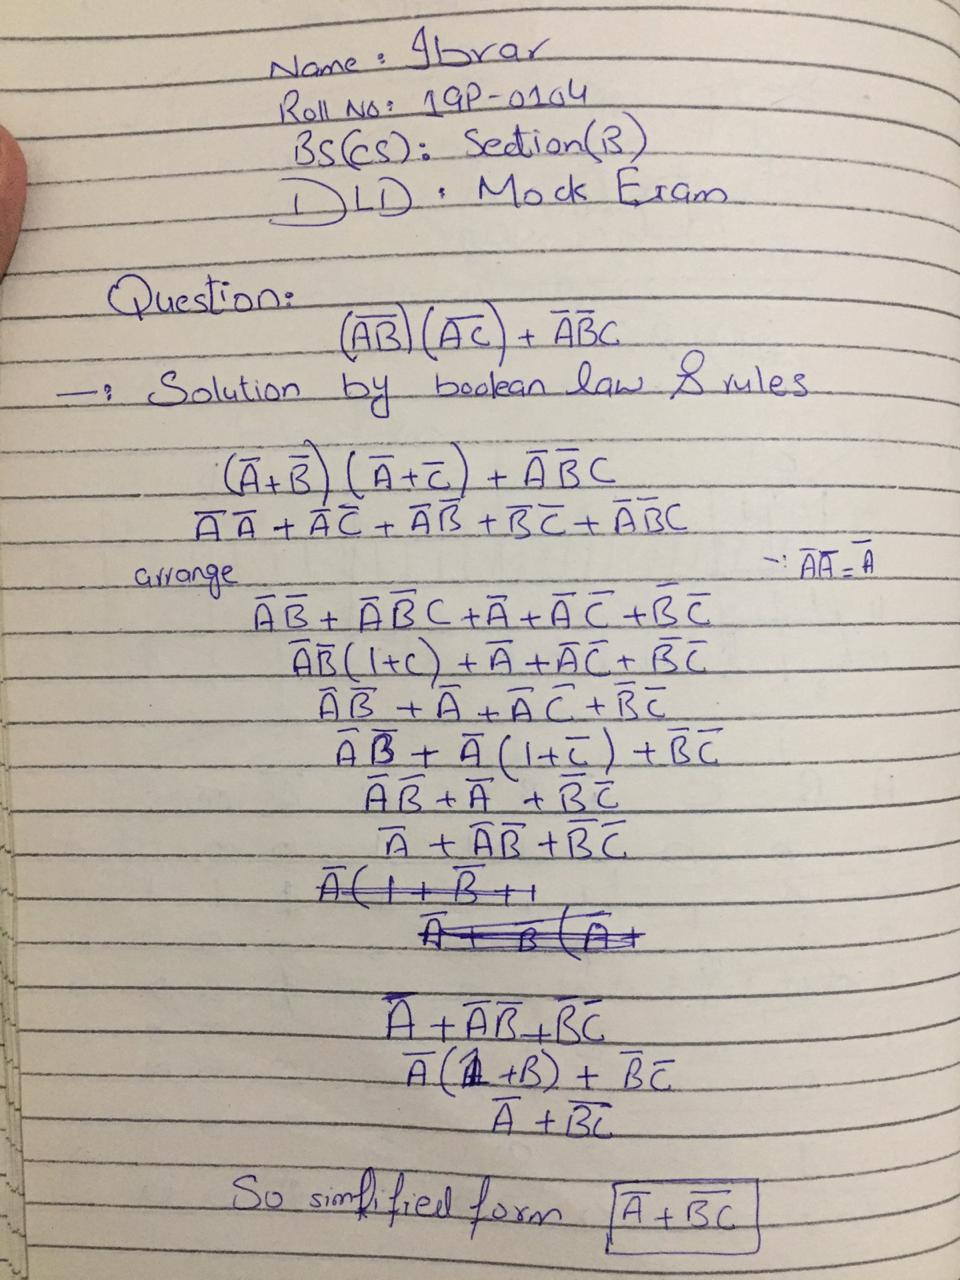 Name : Ibrar
Roll No: 19P-0104
BS(CS): Section(B)
DLD : Mock Exam
Question:
(A̅B̅)(A̅C̅) + A̅B̅C
—: Solution by boolean law & rules
(A̅+B̅)(A̅+C̅) + A̅B̅C
A̅A̅ + A̅C̅ + A̅B̅ + B̅C̅ + A̅B̅C
arrange -: A̅A̅ = A̅
A̅B̅ + A̅B̅C + A̅ + A̅C̅ + B̅C̅
A̅B̅(1+C) + A̅ + A̅C̅ + B̅C̅
A̅B̅ + A̅ + A̅C̅ + B̅C̅
A̅B̅ + A̅(1+C̅) + B̅C̅
A̅B̅ + A̅ + B̅C̅
A̅ + A̅B̅ + B̅C̅
A̅(1 + B̅ +
A̅ + B(A̅+
A̅ + A̅B̅ + B̅C̅
A̅(1+B) + B̅C̅
A̅ + B̅C̅
So simplified form A̅ + B̅C̅